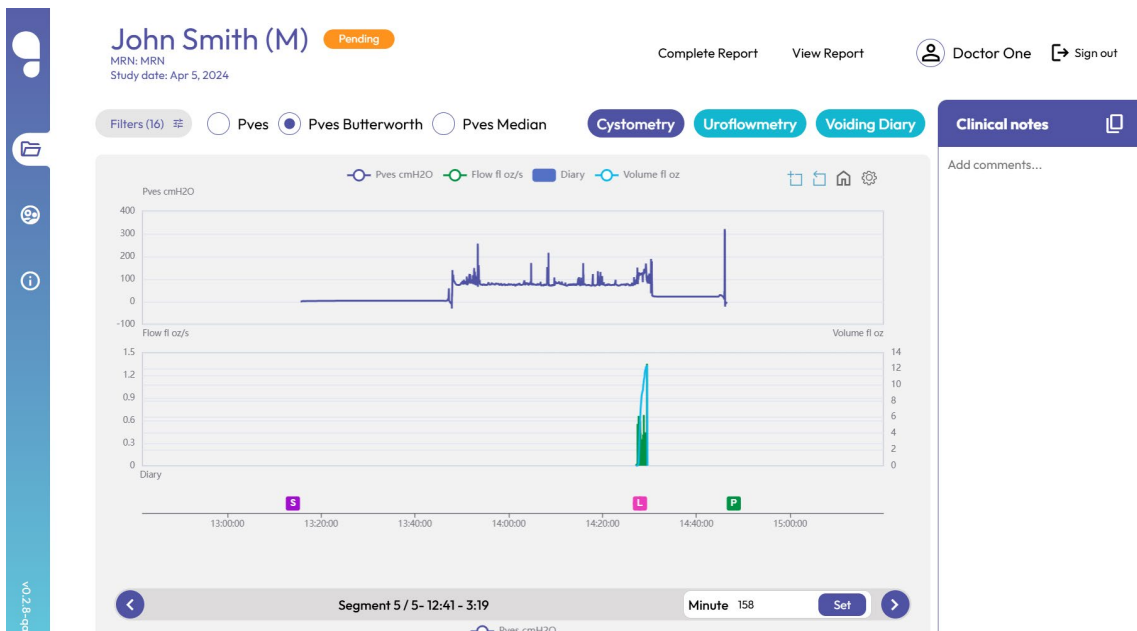 John Smith (M) Pending
MRN: MRN
Study date: Apr 5, 2024
Complete Report View Report Doctor One Sign out
Filters (16) Pves Pves Butterworth Pves Median Cystometry Uroflowmetry Voiding Diary
Clinical notes
Add comments...
Pves cmH2O Flow fl oz/s Diary Volume fl oz
Pves cmH2O
400
300
200
100
0
-100
Flow fl oz/s Volume fl oz
1.5 14
1.2 12
10
0.9 8
0.6 6
4
0.3 2
0 0
Diary
S L P
13:00:00 13:20:00 13:40:00 14:00:00 14:20:00 14:40:00 15:00:00
Segment 5 / 5- 12:41 - 3:19 Minute 158 Set
Pves cmH2O